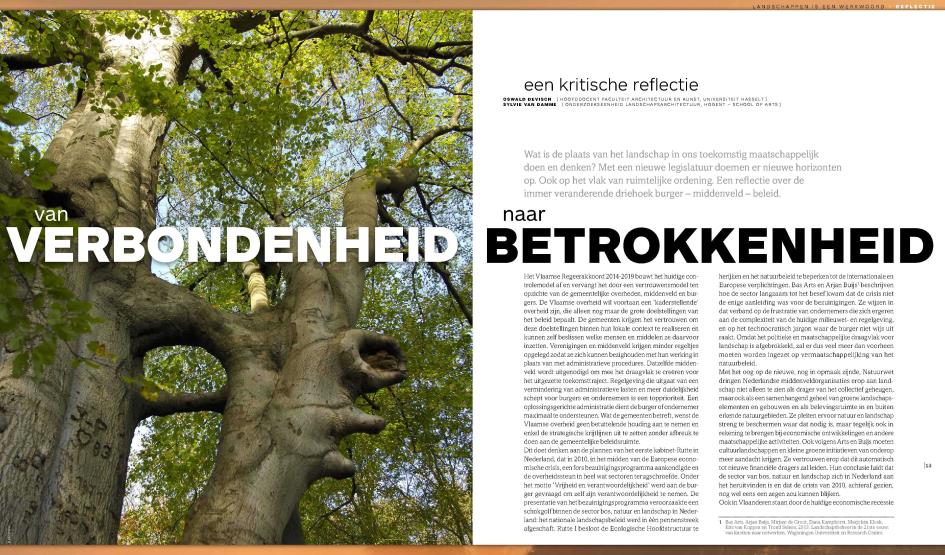 LANDSCHAPPEN IS EEN WERKWOORD - REFLECTIE
een kritische reflectie
OSWALD DEVISCH [HOOFDDOCENT FACULTEIT ARCHITECTUUR EN KUNST, UNIVERSITEIT HASSELT]
SYLVIE VAN DAMME [ONDERZOEKSEENHEID LANDSCHAPSARCHITECTUUR, HOGENT – SCHOOL OF ARTS]
Wat is de plaats van het landschap in ons toekomstig maatschappelijk
doen en denken? Met een nieuwe legislatuur doemen er nieuwe horizonten
op. Ook op het vlak van ruimtelijke ordening. Een reflectie over de
immer veranderende driehoek burger – middenveld – beleid.
van
VERBONDENHEID
naar
BETROKKENHEID
Het Vlaamse Regeerakkoord 2014-2019 bouwt het huidige con-
trolemodel af en vervangt het door een vertrouwensmodel ten
opzichte van de gemeentelijke overheden, middenveld en bur-
gers. De Vlaamse overheid wil voortaan een 'kaderstellende'
overheid zijn, die alleen nog maar de grote doelstellingen van
het beleid bepaalt. De gemeenten krijgen het vertrouwen om
deze doelstellingen binnen hun lokale context te realiseren en
kunnen zelf beslissen welke mensen en middelen ze daarvoor
inzetten. Verenigingen en middenveld krijgen minder regeltjes
opgelegd zodat ze zich kunnen bezighouden met hun werking in
plaats van met administratieve procedures. Datzelfde midden-
veld wordt uitgenodigd om mee het draagvlak te creëren voor
het uitgezette toekomsttraject. Regelgeving die uitgaat van een
vermindering van administratieve lasten en meer duidelijkheid
schept voor burgers en ondernemers is een topprioriteit. Een
oplossingsgerichte administratie dient de burger of ondernemer
maximaal te ondersteunen. Wat de gemeenten betreft, wenst de
Vlaamse overheid geen betuttelende houding aan te nemen en
enkel de strategische krijtlijnen uit te zetten zonder afbreuk te
doen aan de gemeentelijke beleidsruimte.
Dit doet denken aan de plannen van het eerste kabinet-Rutte in
Nederland, dat in 2010, in het midden van de Europese econo-
mische crisis, een fors bezuinigingsprogramma aankondigde en
de overheidssteun in heel wat sectoren terugschroefde. Onder
het motto 'Vrijheid en verantwoordelijkheid' werd aan de bur-
ger gevraagd om zelf zijn verantwoordelijkheid te nemen. De
presentatie van het bezuinigingsprogramma veroorzaakte een
schokgolf binnen de sector bos, natuur en landschap in Neder-
land: het nationale landschapsbeleid werd in één pennenstreek
afgeschaft. Rutte I besloot de Ecologische Hoofdstructuur te
herijken en het natuurbeleid te beperken tot de internationale en
Europese verplichtingen. Bas Arts en Arjan Buijs¹ beschrijven
hoe de sector langzaam tot het besef kwam dat de crisis niet
de enige aanleiding was voor de bezuinigingen. Ze wijzen in
dat verband op de frustratie van ondernemers die zich ergeren
aan de complexiteit van de huidige milieuwet- en regelgeving,
en op het technocratisch jargon waar de burger niet wijs uit
raakt. Omdat het politieke en maatschappelijke draagvlak voor
landschap is afgebrokkeld, zal er dus veel meer dan voorheen
moeten worden ingezet op vermaatschappelijking van het
natuurbeleid.
Met het oog op de nieuwe, nog in opmaak zijnde, Natuurwet
dringen Nederlandse middenveldorganisaties erop aan land-
schap niet alleen te zien als drager van het collectief geheugen,
maar ook als een samenhangend geheel van groene landschaps-
elementen en gebouwen en als belevingsruimte in en buiten
erkende natuurgebieden. Ze pleiten ervoor natuur en landschap
streng te beschermen waar dat nodig is, maar tegelijk ook in
rekening te brengen bij economische ontwikkelingen en andere
maatschappelijke activiteiten. Ook volgens Arts en Buijs moeten
cultuurlandschappen en kleine groene initiatieven van onderop
meer aandacht krijgen. Ze vertrouwen erop dat dit automatisch
tot nieuwe financiële dragers zal leiden. Hun conclusie luidt dat
de sector van bos, natuur en landschap zich in Nederland aan
het heruitvinden is en dat de crisis van 2010, achteraf gezien,
nog wel eens een zegen zou kunnen blijken.
Ook in Vlaanderen staan door de huidige economische recessie
|53
1 Bas Arts, Arjan Buijs, Mirjam de Groot, Dana Kamphorst, Marjolein Kloek,